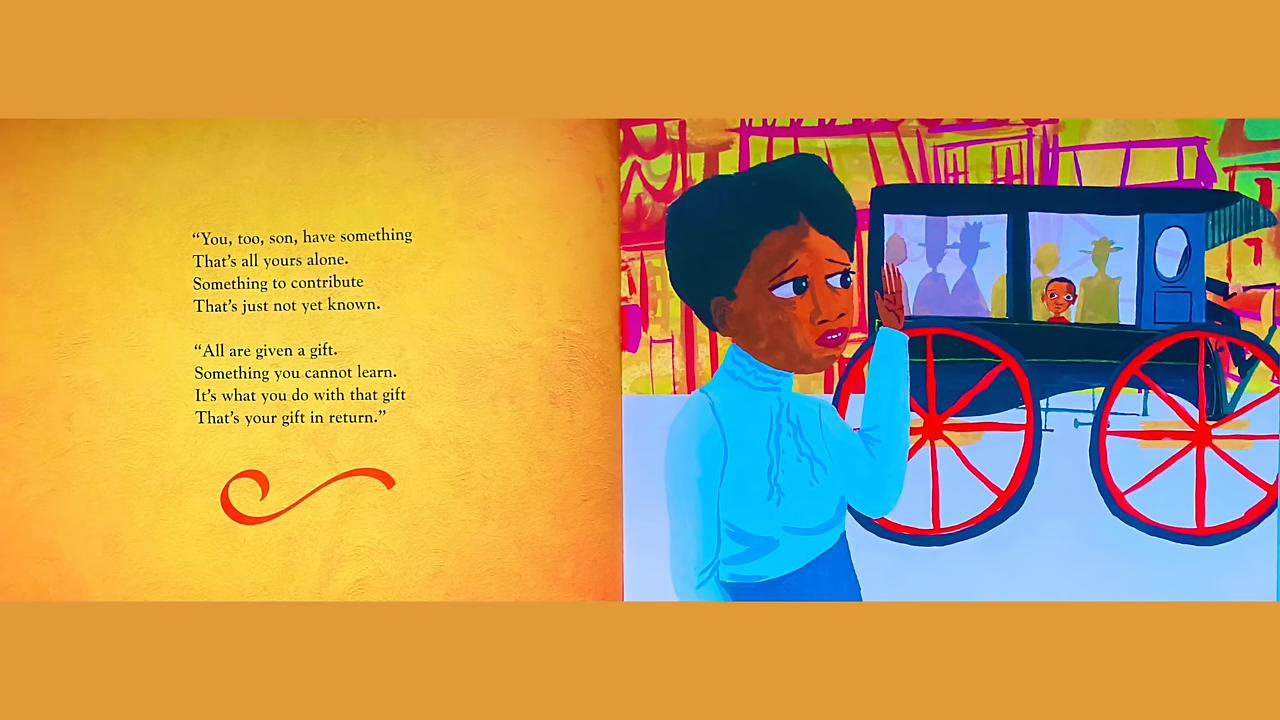 “You, too, son, have something
That’s all yours alone.
Something to contribute
That’s just not yet known.
“All are given a gift.
Something you cannot learn.
It’s what you do with that gift
That’s your gift in return.”